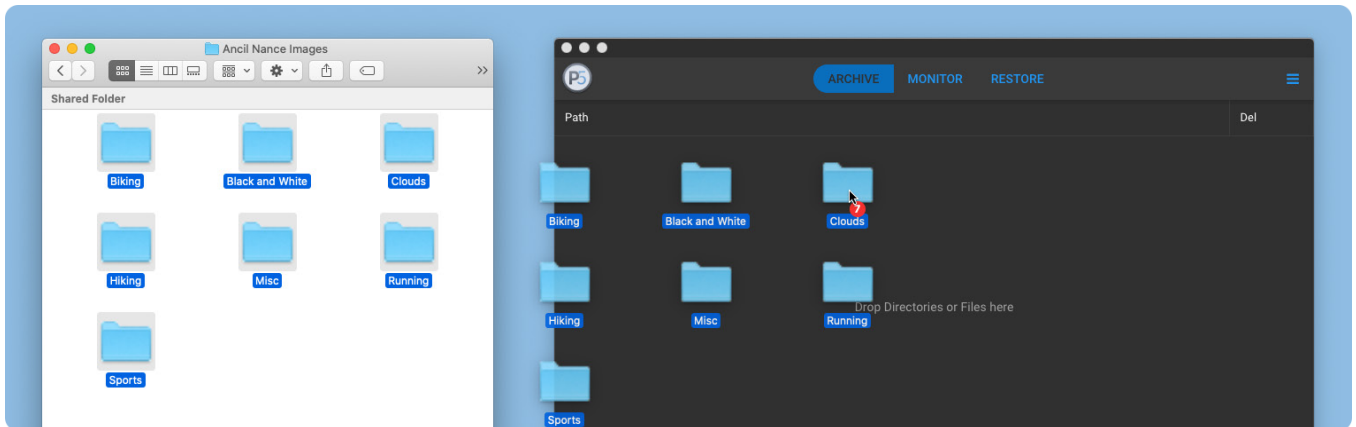 Ancil Nance Images
Shared Folder
Biking
Black and White
Clouds
Hiking
Misc
Running
Sports
P5
ARCHIVE
MONITOR
RESTORE
Path
Del
Biking
Black and White
7
Clouds
Hiking
Misc
Drop Directories or Files here
Running
Sports